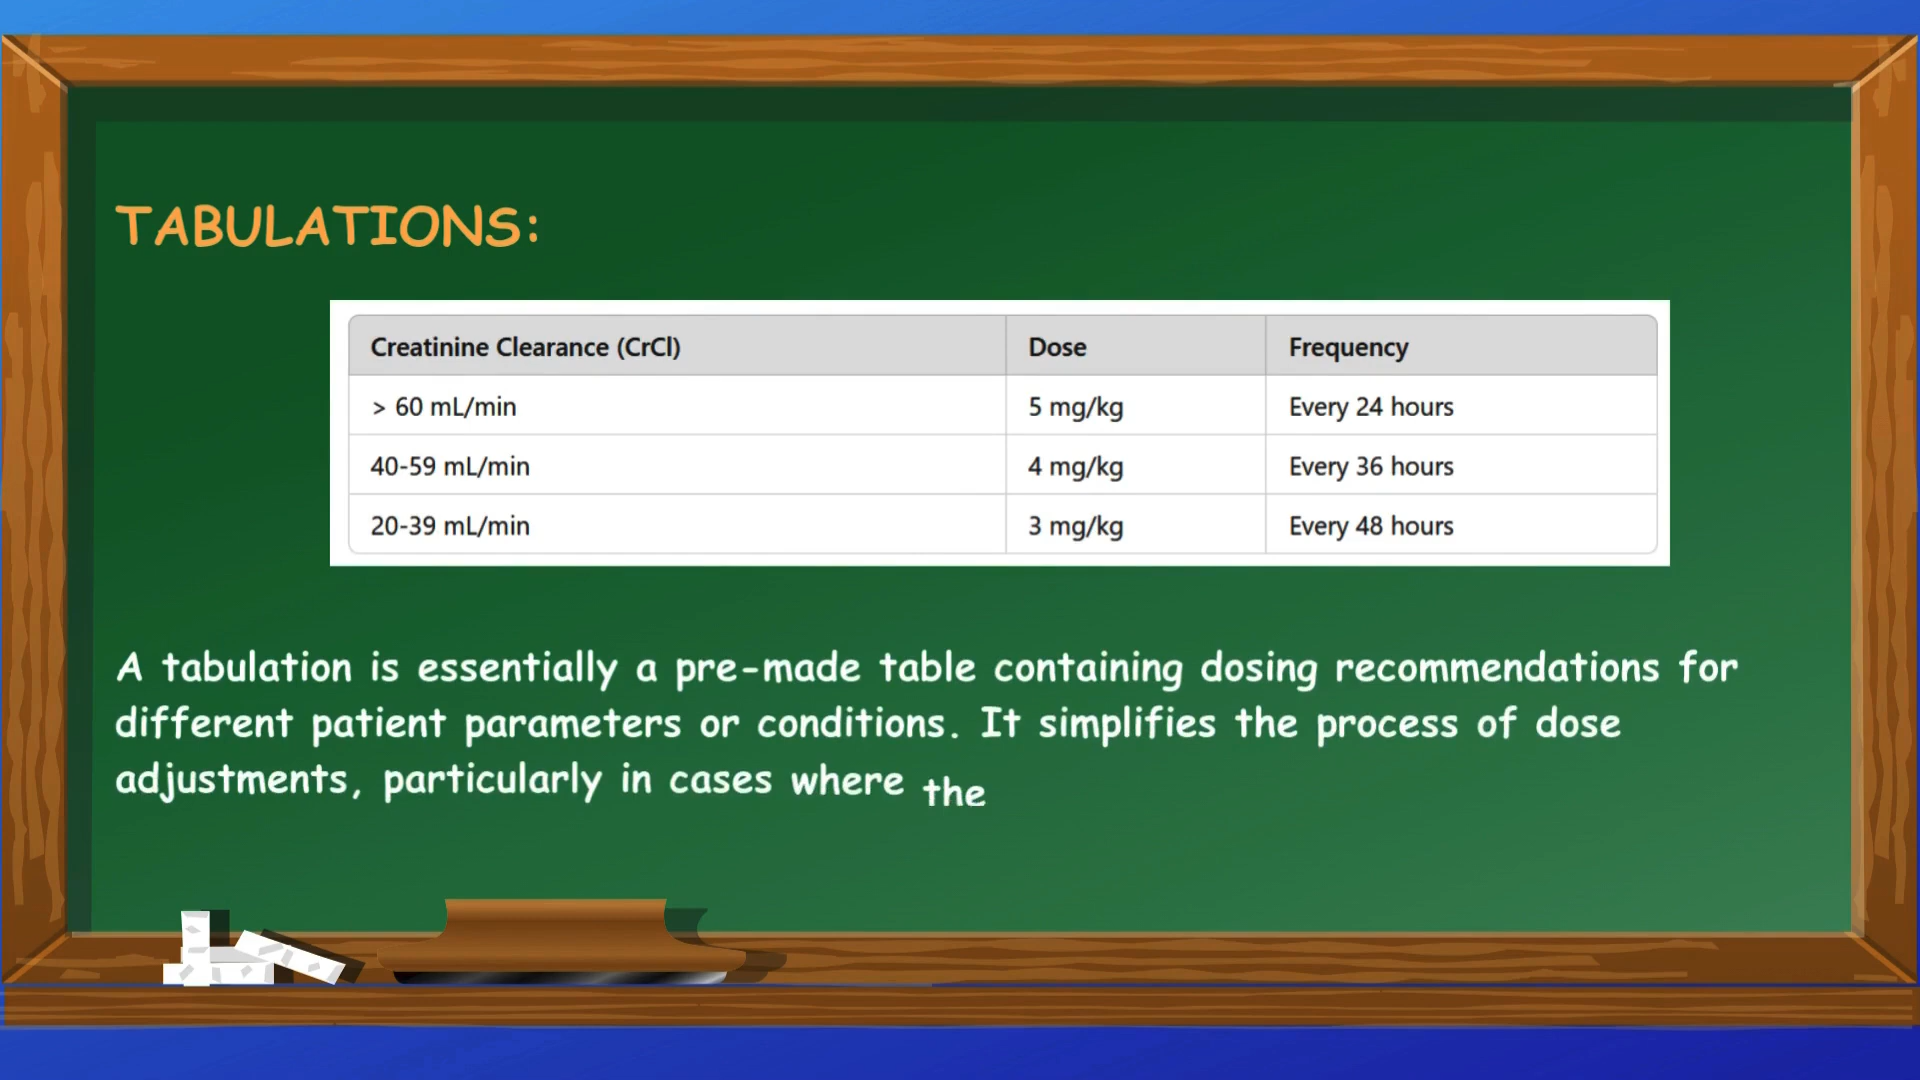 TABULATIONS:
Creatinine Clearance (CrCl) Dose Frequency
> 60 mL/min 5 mg/kg Every 24 hours
40-59 mL/min 4 mg/kg Every 36 hours
20-39 mL/min 3 mg/kg Every 48 hours
A tabulation is essentially a pre-made table containing dosing recommendations for
different patient parameters or conditions. It simplifies the process of dose
adjustments, particularly in cases where the